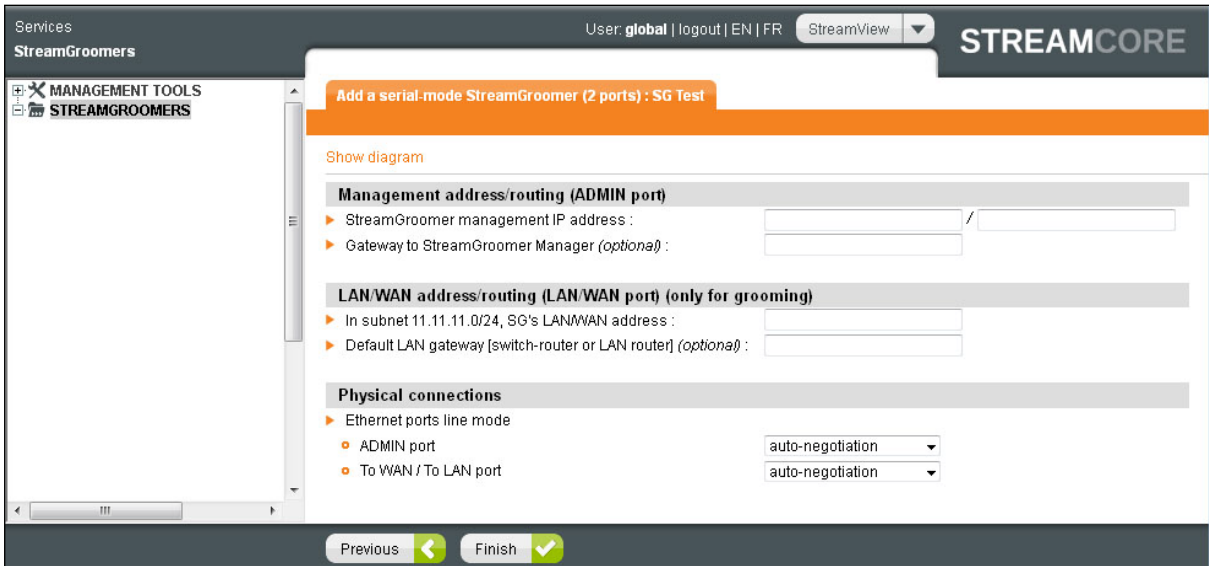 Services
StreamGroomers
User: global | logout | EN | FR
StreamView
STREAMCORE
MANAGEMENT TOOLS
STREAMGROOMERS
Add a serial-mode StreamGroomer (2 ports) : SG Test
Show diagram
Management address/routing (ADMIN port)
StreamGroomer management IP address : /
Gateway to StreamGroomer Manager (optional) :
LAN/WAN address/routing (LAN/WAN port) (only for grooming)
In subnet 11.11.11.0/24, SG's LAN/WAN address :
Default LAN gateway [switch-router or LAN router] (optional) :
Physical connections
Ethernet ports line mode
ADMIN port auto-negotiation
To WAN / To LAN port auto-negotiation
Previous Finish